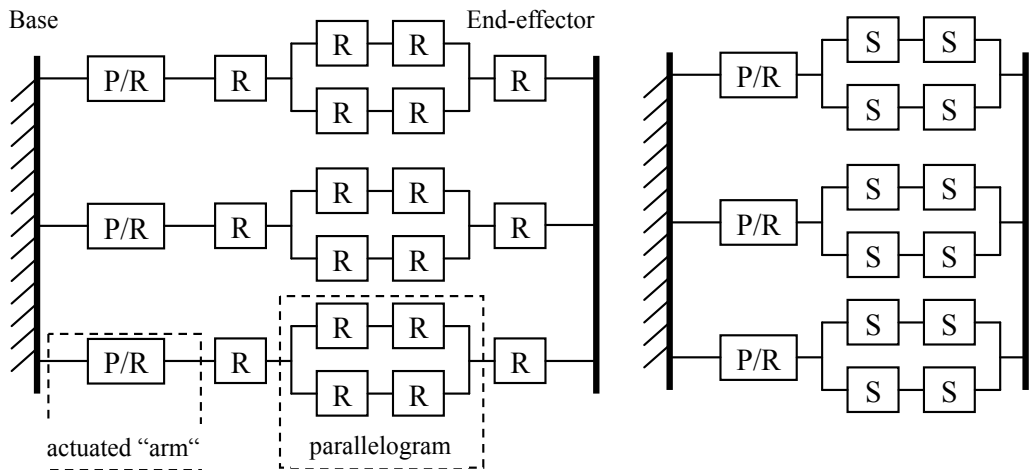 Base
End-effector
R R
P/R R R
R R
R R
P/R R R
R R
R R
P/R R R
R R
actuated “arm“
parallelogram
S S
P/R
S S
S S
P/R
S S
S S
P/R
S S